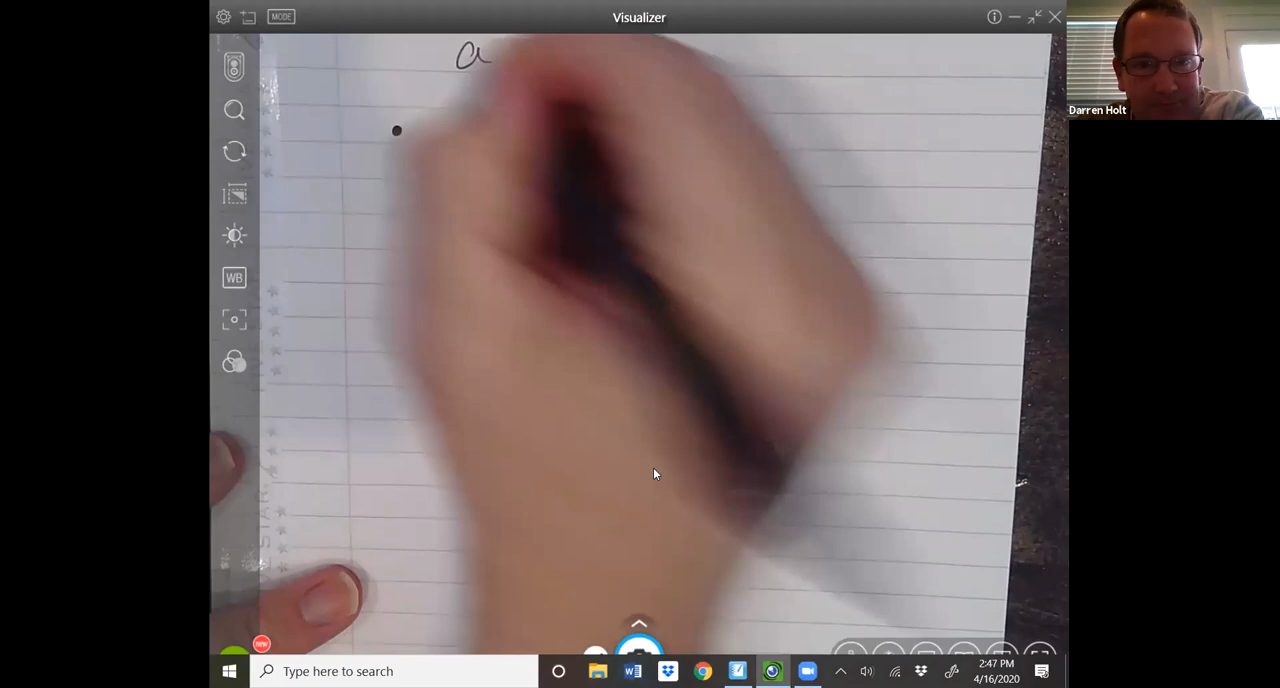 MODE
Visualizer
a
Darren Holt
WB
new
Type here to search
2:47 PM
4/16/2020